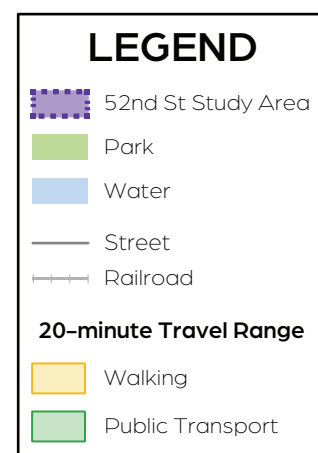 LEGEND
52nd St Study Area
Park
Water
Street
Railroad
20-minute Travel Range
Walking
Public Transport